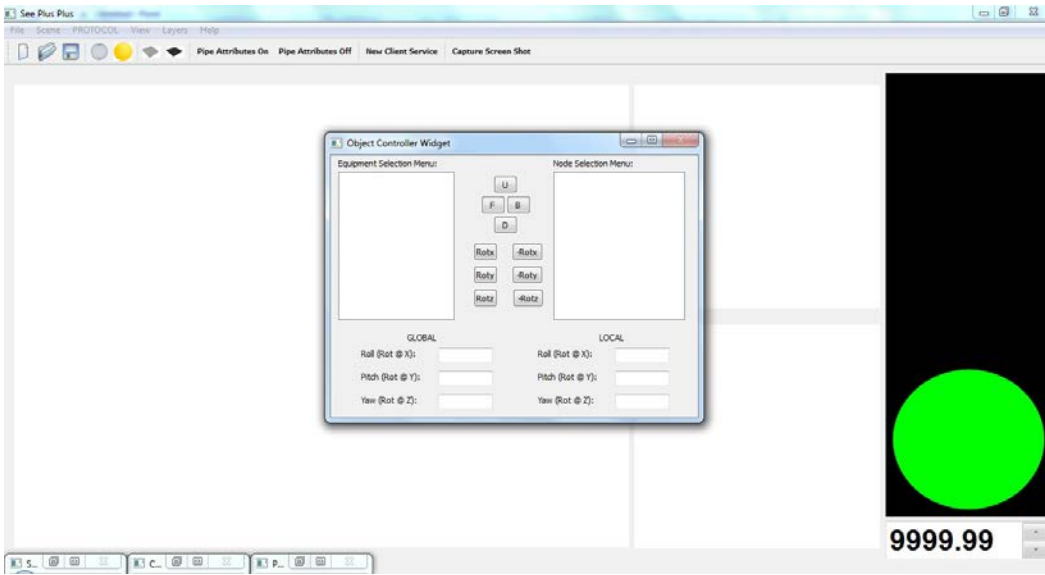 See Plus Plus
File Scene PROTOCOL View Layers Help
Pipe Attributes On Pipe Attributes Off New Client Service Capture Screen Shot
Object Controller Widget
Equipment Selection Menu: Node Selection Menu:
U
F B
D
Rotx -Rotx
Roty -Roty
Rotz -Rotz
GLOBAL LOCAL
Roll (Rot @ X): Roll (Rot @ X):
Pitch (Rot @ Y): Pitch (Rot @ Y):
Yaw (Rot @ Z): Yaw (Rot @ Z):
9999.99
S... C... P...